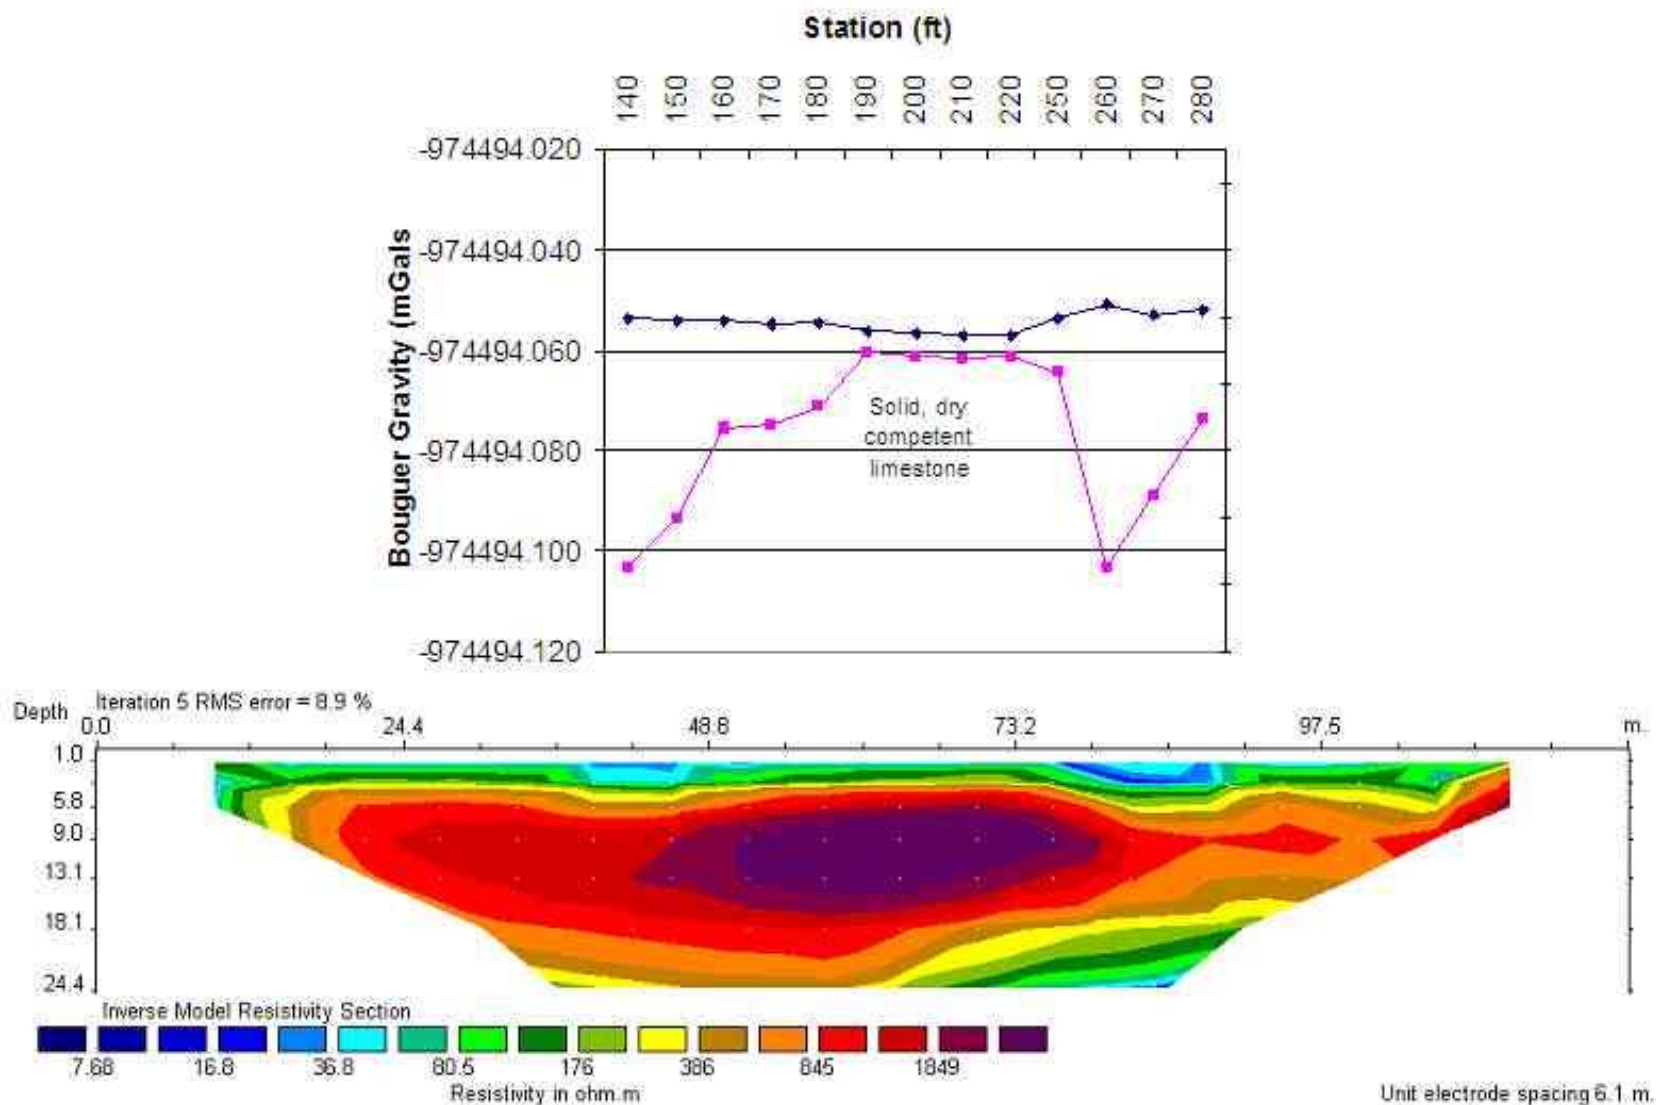 Station (ft)
140 150 160 170 180 190 200 210 220 250 260 270 280
Bouguer Gravity (mGals
-974494.020
-974494.040
-974494.060
-974494.080
-974494.100
-974494.120
Solid, dry
competent
limestone
Iteration 5 RMS error = 8.9 %
Depth 0.0 24.4 48.8 73.2 97.5 m.
1.0
5.8
9.0
13.1
18.1
24.4
Inverse Model Resistivity Section
7.68 16.8 36.8 80.5 176 386 845 1849
Resistivity in ohm.m
Unit electrode spacing 6.1 m.